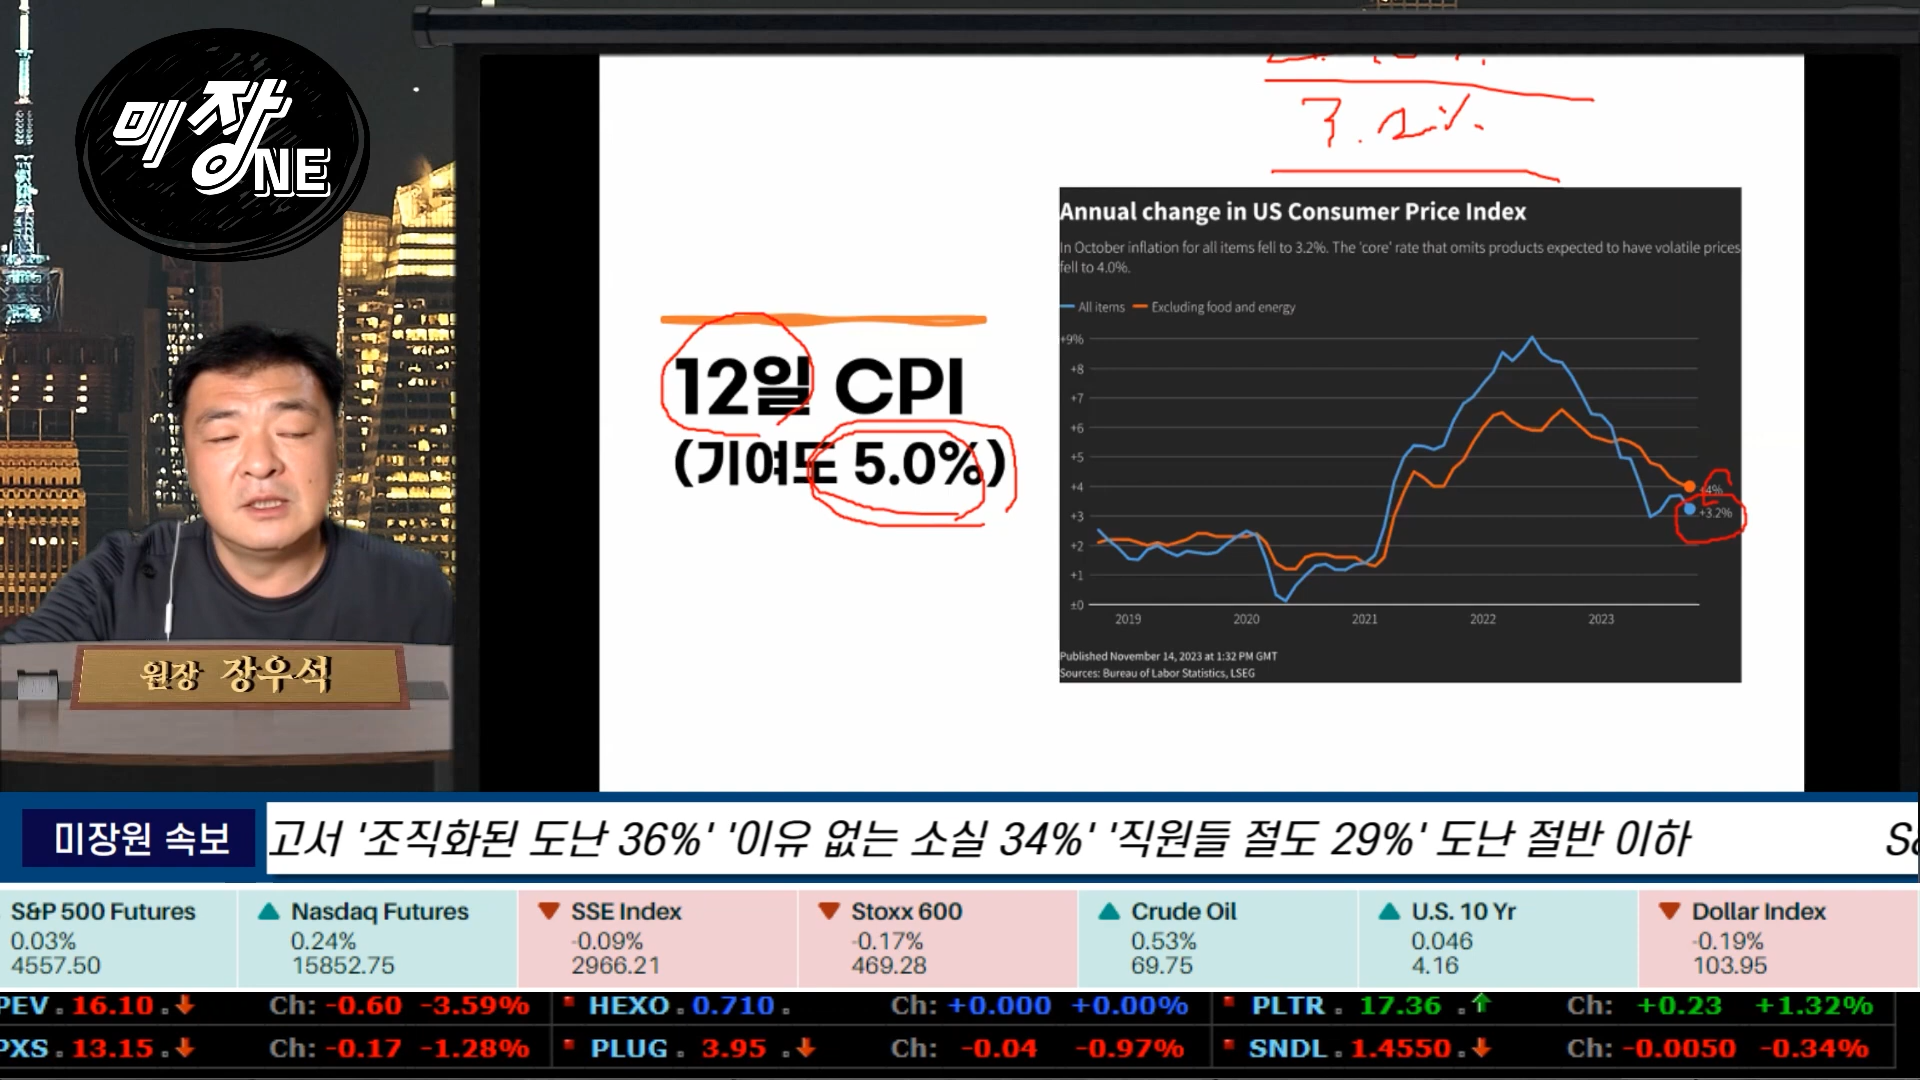 미장NE
3.2%
Annual change in US Consumer Price Index
In October inflation for all items fell to 3.2%. The 'core' rate that omits products expected to have volatile prices
fell to 4.0%.
All items Excluding food and energy
+9%
+8
+7
+6
+5
+4
+3
+2
+1
±0
+4%
+3.2%
2019 2020 2021 2022 2023
Published November 14, 2023 at 1:32 PM GMT
Sources: Bureau of Labor Statistics, LSEG
12일 CPI
(기여도 5.0%)
원장 장우석
미장원 속보
고서 '조직화된 도난 36%' '이유 없는 소실 34%' '직원들 절도 29%' 도난 절반 이하
S&P 500 Futures Nasdaq Futures SSE Index Stoxx 600 Crude Oil U.S. 10 Yr Dollar Index
0.03% 0.24% -0.09% -0.17% 0.53% 0.046 -0.19%
4557.50 15852.75 2966.21 469.28 69.75 4.16 103.95
PEV . 16.10 . Ch: -0.60 -3.59% HEXO . 0.710 . Ch: +0.000 +0.00% PLTR . 17.36 . Ch: +0.23 +1.32%
PXS . 13.15 . Ch: -0.17 -1.28% PLUG . 3.95 . Ch: -0.04 -0.97% SNDL . 1.4550 . Ch: -0.0050 -0.34%